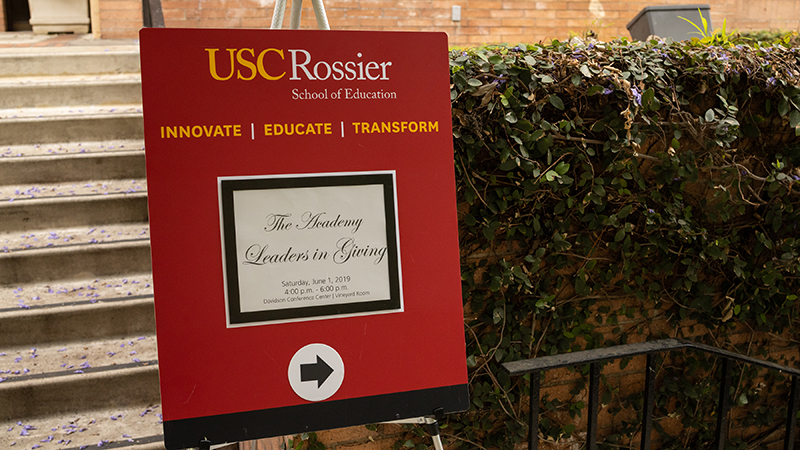 USC Rossier
School of Education
INNOVATE | EDUCATE | TRANSFORM
The Academy
Leaders in Giving
Saturday, June 1, 2019
4:00 p.m. - 6:00 p.m.
Davidson Conference Center | Vineyard Room